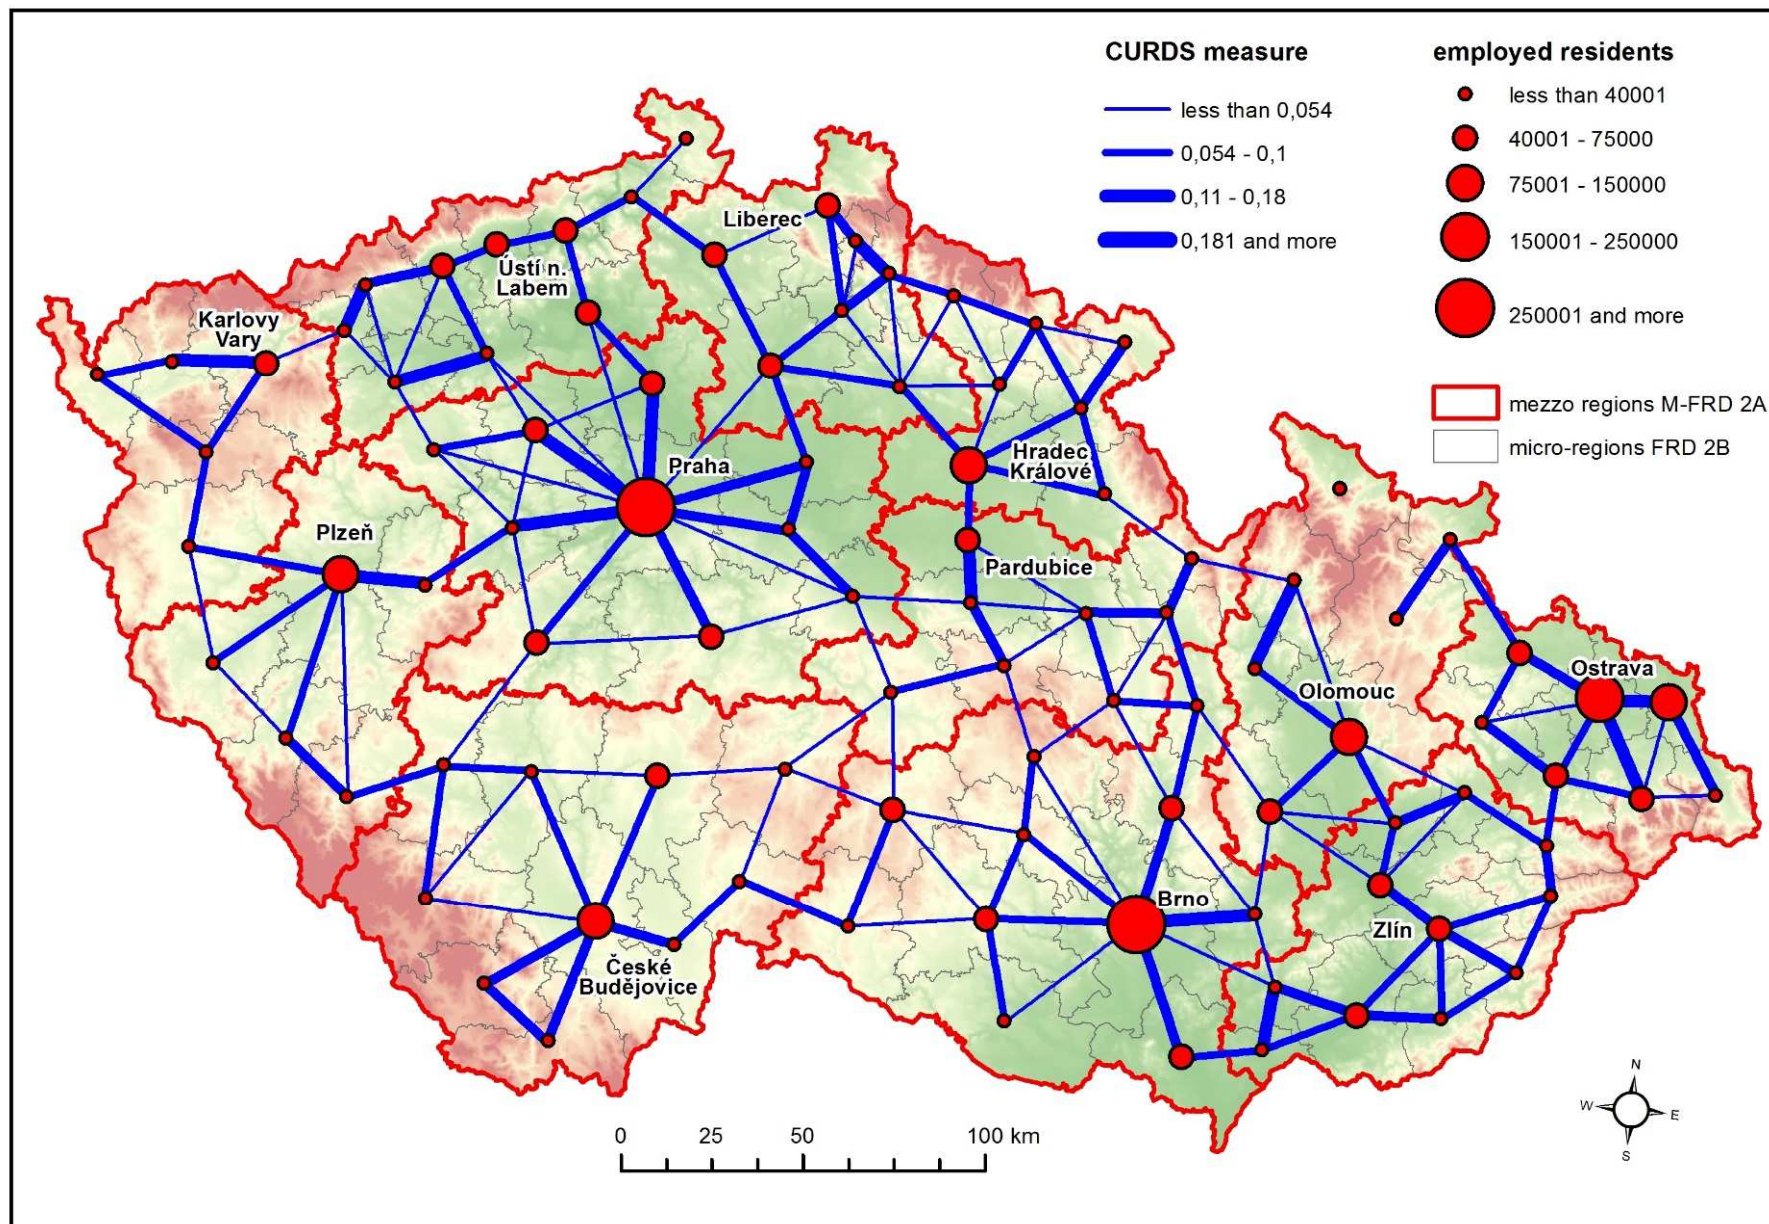 CURDS measure
less than 0,054
0,054 - 0,1
0,11 - 0,18
0,181 and more
employed residents
less than 40001
40001 - 75000
75001 - 150000
150001 - 250000
250001 and more
mezzo regions M-FRD 2A
micro-regions FRD 2B
Liberec
Ústí n.
Labem
Karlovy
Vary
Praha
Hradec
Králové
Plzeň
Pardubice
Ostrava
Olomouc
Brno
Zlín
České
Budějovice
0 25 50 100 km
N
W E
S